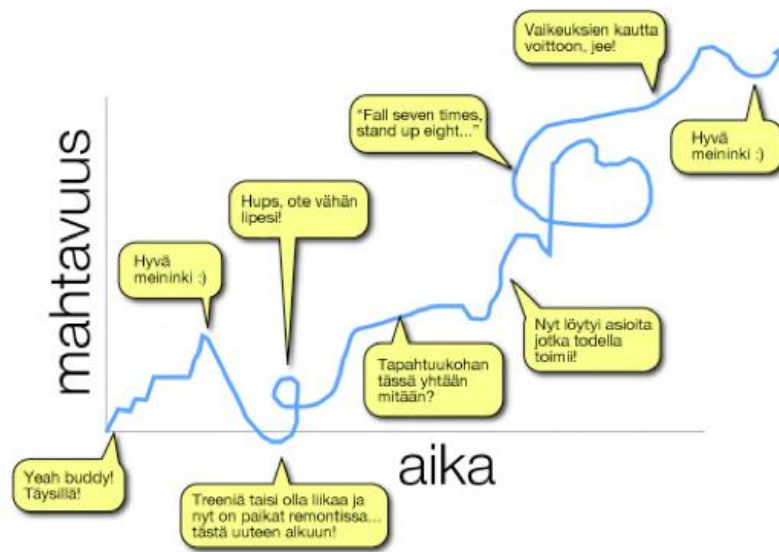 Vaikeuksien kautta
voittoon, jee!
"Fall seven times,
stand up eight..."
Hyvä
meininki :)
Hups, ote vähän
lipesi!
Hyvä
meininki :)
mahtavuus
Nyt löytyi asioita
jotka todella
toimii!
Tapahtuukohan
tässä yhtään
mitään?
aika
Yeah buddy!
Täysillä!
Treeniä taisi olla liikaa ja
nyt on paikat remontissa...
tästä uuteen alkuun!